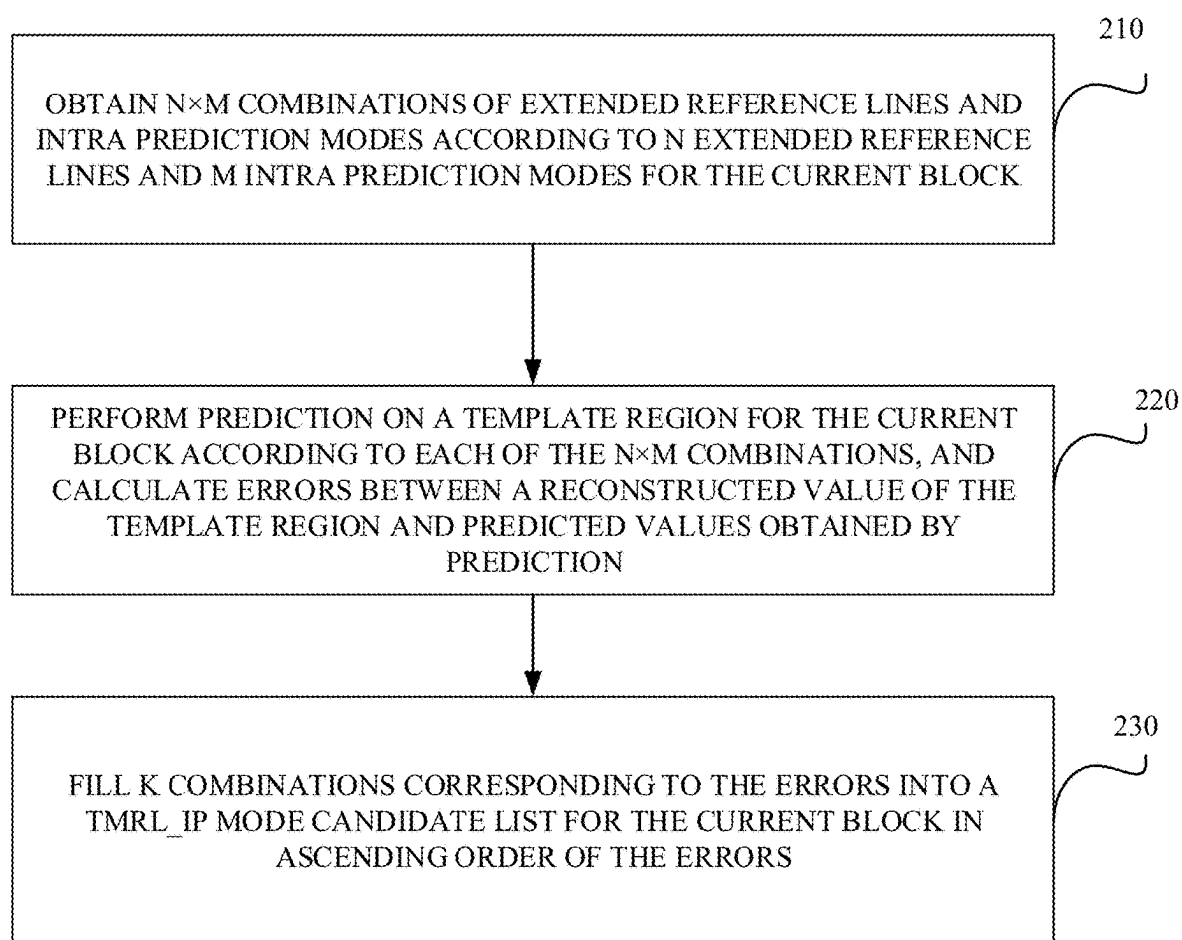 210
OBTAIN N×M COMBINATIONS OF EXTENDED REFERENCE LINES AND
INTRA PREDICTION MODES ACCORDING TO N EXTENDED REFERENCE
LINES AND M INTRA PREDICTION MODES FOR THE CURRENT BLOCK
220
PERFORM PREDICTION ON A TEMPLATE REGION FOR THE CURRENT
BLOCK ACCORDING TO EACH OF THE N×M COMBINATIONS, AND
CALCULATE ERRORS BETWEEN A RECONSTRUCTED VALUE OF THE
TEMPLATE REGION AND PREDICTED VALUES OBTAINED BY
PREDICTION
230
FILL K COMBINATIONS CORRESPONDING TO THE ERRORS INTO A
TMRL_IP MODE CANDIDATE LIST FOR THE CURRENT BLOCK IN
ASCENDING ORDER OF THE ERRORS